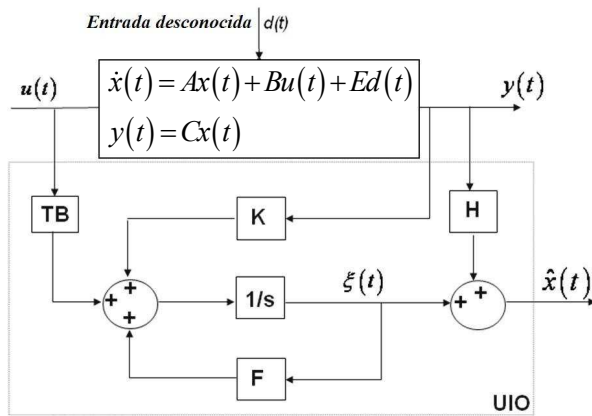 Entrada desconocida d(t)
u(t)
ẋ(t) = Ax(t) + Bu(t) + Ed(t)
y(t) = Cx(t)
y(t)
TB
K
H
+
+
+
1/s
ξ(t)
+
+
x̂(t)
F
UIO